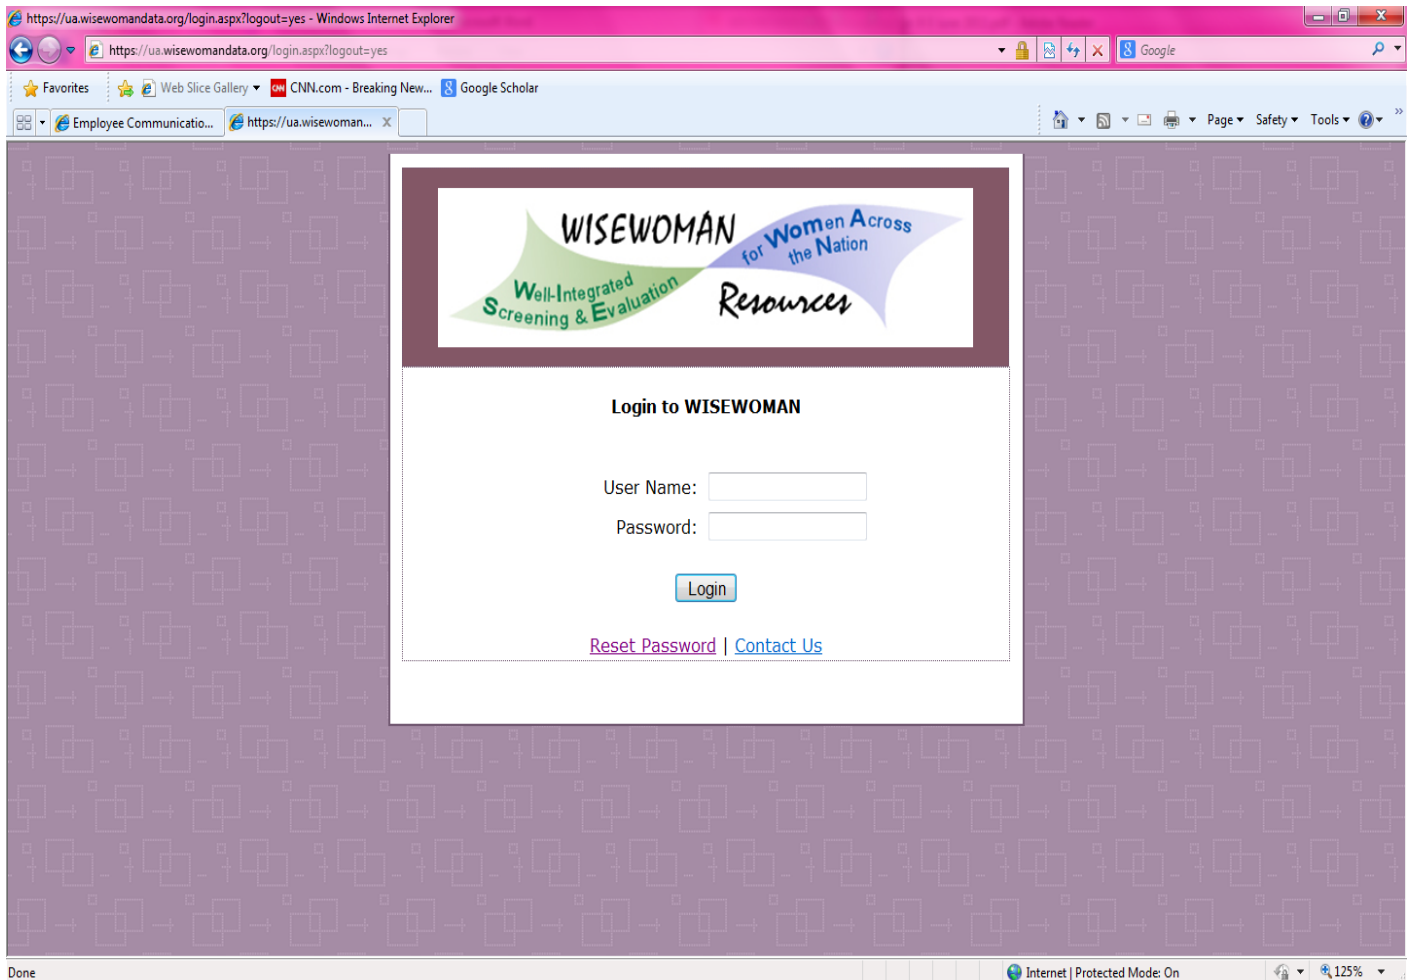 https://ua.wisewomandata.org/login.aspx?logout=yes - Windows Internet Explorer
https://ua.wisewomandata.org/login.aspx?logout=yes
Google
Favorites
Web Slice Gallery
CNN.com - Breaking New...
Google Scholar
Employee Communicatio...
https://ua.wisewoman...
Page
Safety
Tools
WISEWOMAN
for WomEn Across
the Nation
Well-Integrated
Screening & Evaluation
Resources
Login to WISEWOMAN
User Name:
Password:
Login
Reset Password | Contact Us
Done
Internet | Protected Mode: On
125%